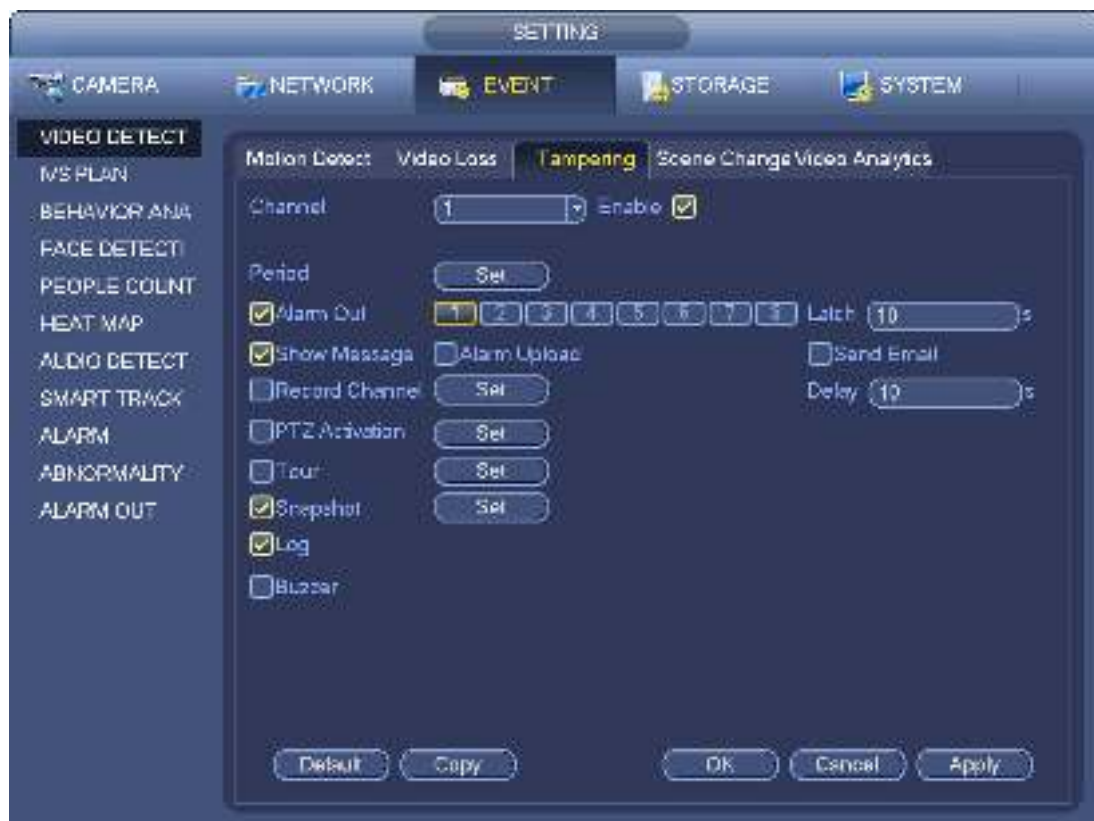 SETTING
CAMERA NETWORK EVENT STORAGE SYSTEM
VIDEO DETECT
IVS PLAN
BEHAVIOR ANA
FACE DETECTI
PEOPLE COUNT
HEAT MAP
AUDIO DETECT
SMART TRACK
ALARM
ABNORMALITY
ALARM OUT
Motion Detect Video Loss Tampering Scene Change Video Analytics
Channel 1 Enable
Period Set
Alarm Out 1 2 3 4 5 6 7 8 Latch 10 s
Show Message Alarm Upload Send Email
Record Channel Set Delay 10 s
PTZ Activation Set
Tour Set
Snapshot Set
Log
Buzzer
Default Copy OK Cancel Apply